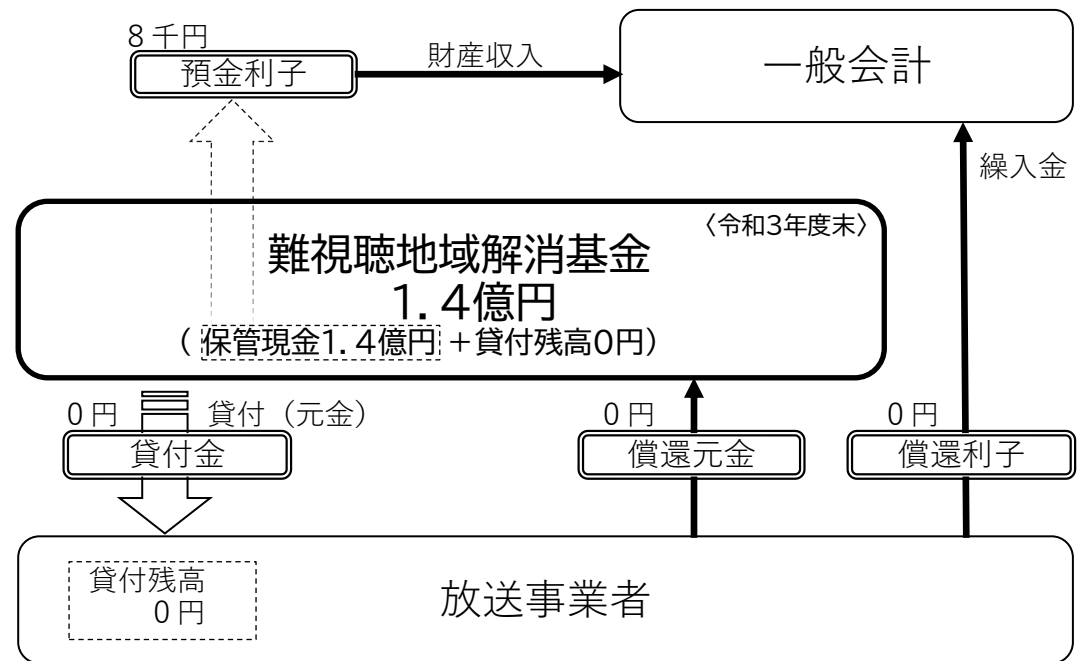 8千円
預金利子
財産収入
一般会計
繰入金
〈令和3年度末〉
難視聴地域解消基金
1.4億円
(保管現金1.4億円+貸付残高0円)
0円
貸付(元金)
貸付金
0円
償還元金
0円
償還利子
貸付残高
0円
放送事業者